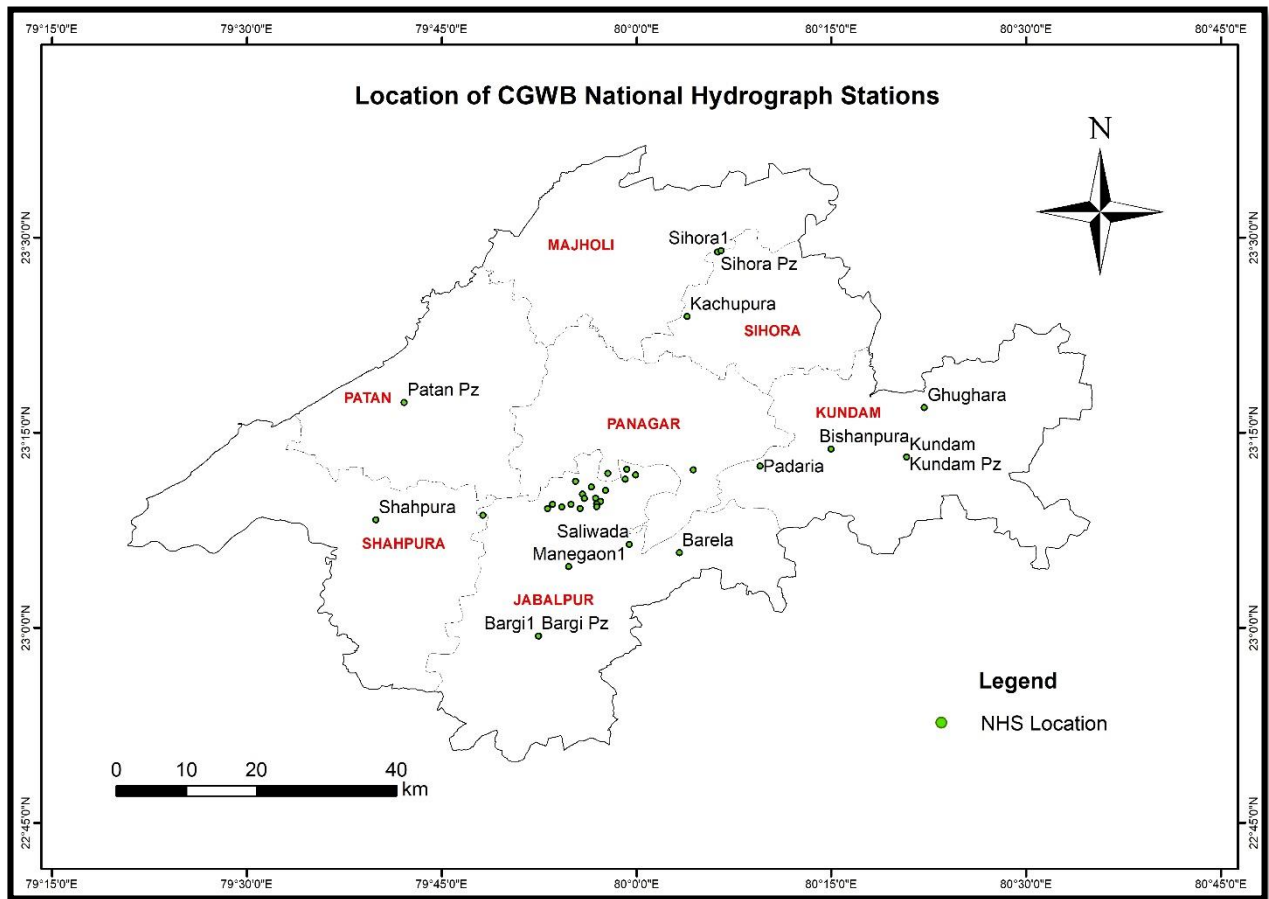 79°15'0"E
79°30'0"E
79°45'0"E
80°0'0"E
80°15'0"E
80°30'0"E
80°45'0"E
Location of CGWB National Hydrograph Stations
N
23°30'0"N
23°30'0"N
MAJHOLI
Sihora1
Sihora Pz
Kachupura
SIHORA
PATAN
Patan Pz
PANAGAR
KUNDAM
Ghughara
23°15'0"N
23°15'0"N
Bishanpura
Kundam
Kundam Pz
Padaria
Shahpura
SHAHPURA
Saliwada
Manegaon1
Barela
JABALPUR
Bargi1 Bargi Pz
23°0'0"N
23°0'0"N
Legend
NHS Location
0 10 20 40
km
22°45'0"N
22°45'0"N
79°15'0"E
79°30'0"E
79°45'0"E
80°0'0"E
80°15'0"E
80°30'0"E
80°45'0"E